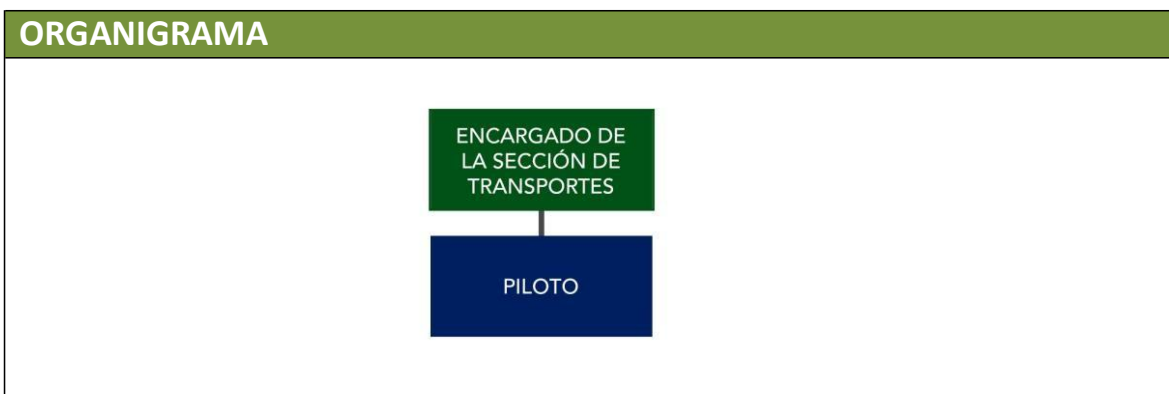 ORGANIGRAMA
ENCARGADO DE
LA SECCIÓN DE
TRANSPORTES
PILOTO